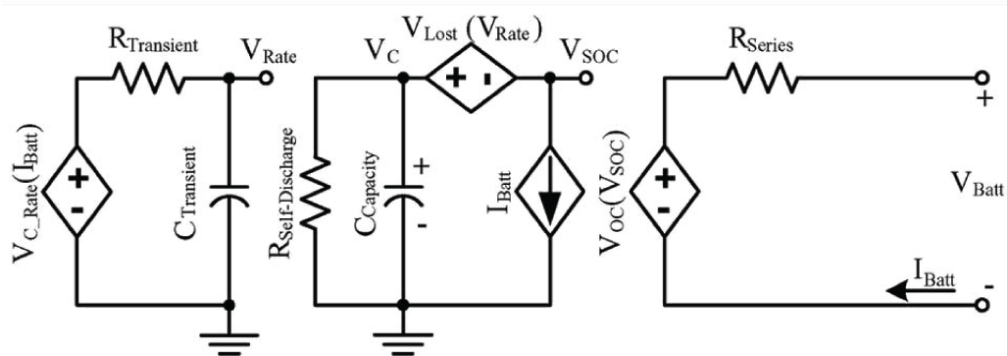 V_Lost (V_Rate)
R_Transient
V_Rate
V_C
V_SOC
R_Series
+
+
-
+
-
+
-
+
-
V_C_Rate(I_Batt)
C_Transient
R_Self-Discharge
C_Capacity
I_Batt
V_OC(V_SOC)
V_Batt
I_Batt
-